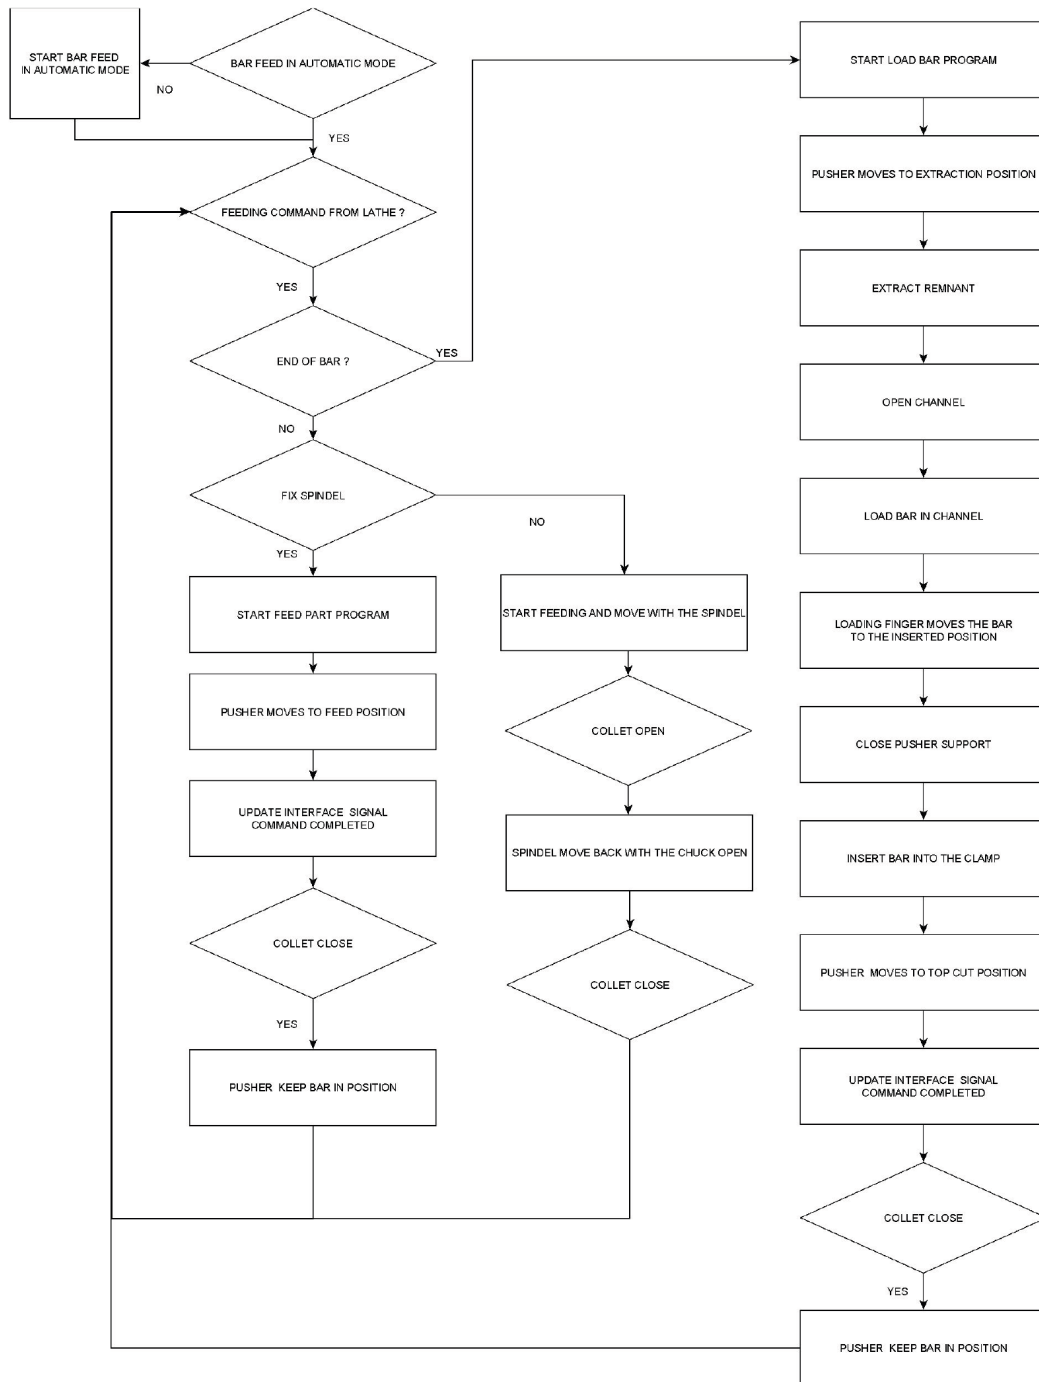 START BAR FEED
IN AUTOMATIC MODE
BAR FEED IN AUTOMATIC MODE
NO
YES
FEEDING COMMAND FROM LATHE ?
YES
END OF BAR ?
YES
NO
FIX SPINDEL
NO
YES
START FEED PART PROGRAM
PUSHER MOVES TO FEED POSITION
UPDATE INTERFACE SIGNAL
COMMAND COMPLETED
COLLET CLOSE
YES
PUSHER KEEP BAR IN POSITION
START FEEDING AND MOVE WITH THE SPINDEL
COLLET OPEN
SPINDEL MOVE BACK WITH THE CHUCK OPEN
COLLET CLOSE
START LOAD BAR PROGRAM
PUSHER MOVES TO EXTRACTION POSITION
EXTRACT REMNANT
OPEN CHANNEL
LOAD BAR IN CHANNEL
LOADING FINGER MOVES THE BAR
TO THE INSERTED POSITION
CLOSE PUSHER SUPPORT
INSERT BAR INTO THE CLAMP
PUSHER MOVES TO TOP CUT POSITION
UPDATE INTERFACE SIGNAL
COMMAND COMPLETED
COLLET CLOSE
YES
PUSHER KEEP BAR IN POSITION